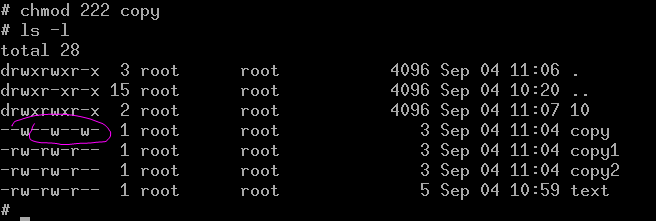 # chmod 222 copy
# ls -l
total 28
drwxrwxr-x 3 root root 4096 Sep 04 11:06 .
drwxr-xr-x 15 root root 4096 Sep 04 10:20 ..
drwxrwxr-x 2 root root 4096 Sep 04 11:07 10
--w--w--w- 1 root root 3 Sep 04 11:04 copy
-rw-rw-r-- 1 root root 3 Sep 04 11:04 copy1
-rw-rw-r-- 1 root root 3 Sep 04 11:04 copy2
-rw-rw-r-- 1 root root 5 Sep 04 10:59 text
# _